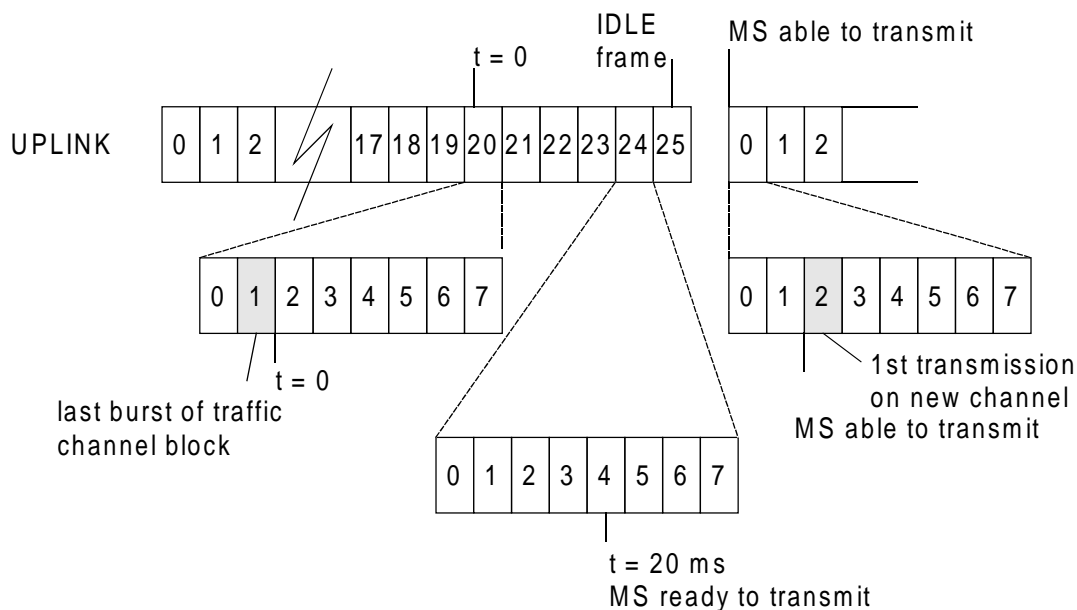 IDLE
frame
MS able to transmit
t = 0
UPLINK
0 1 2 17 18 19 20 21 22 23 24 25
0 1 2
0 1 2 3 4 5 6 7
0 1 2 3 4 5 6 7
t = 0
last burst of traffic
channel block
1st transmission
on new channel
MS able to transmit
0 1 2 3 4 5 6 7
t = 20 ms
MS ready to transmit